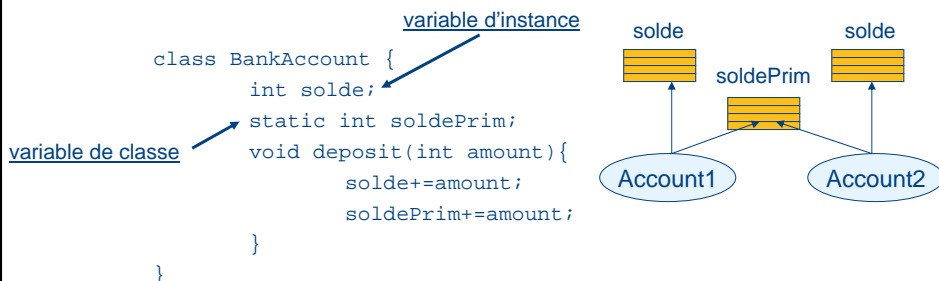 variable d'instance
class BankAccount {
int solde;
static int soldePrim;
variable de classe
void deposit(int amount){
solde+=amount;
soldePrim+=amount;
}
}
solde
solde
soldePrim
Account1
Account2